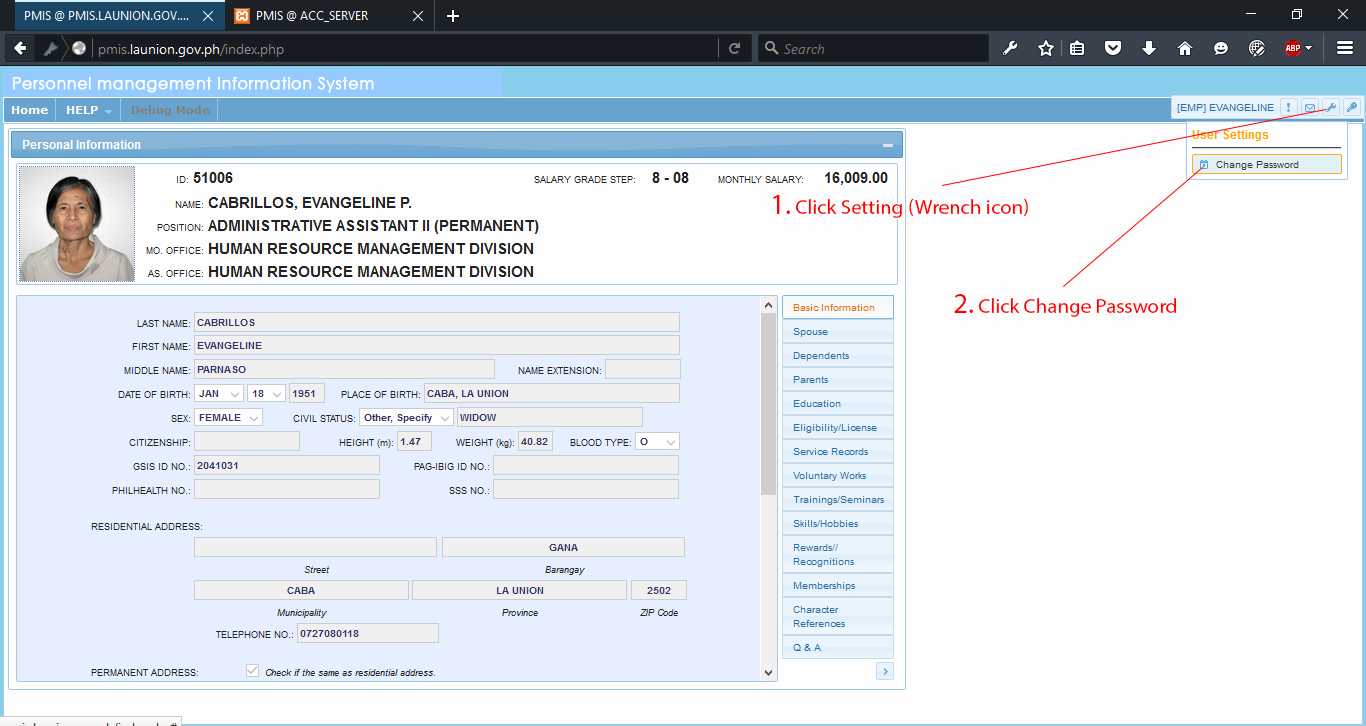 PMIS @ PMIS.LAUNION.GOV.... PMIS @ ACC_SERVER
pmis.launion.gov.ph/index.php Search ABP
Personnel management Information System
Home HELP Debug Mode [EMP] EVANGELINE
User Settings
Change Password
Personal Information
ID: 51006 SALARY GRADE STEP: 8 - 08 MONTHLY SALARY: 16,009.00
NAME: CABRILLOS, EVANGELINE P.
POSITION: ADMINISTRATIVE ASSISTANT II (PERMANENT)
MO. OFFICE: HUMAN RESOURCE MANAGEMENT DIVISION
AS. OFFICE: HUMAN RESOURCE MANAGEMENT DIVISION
1. Click Setting (Wrench icon)
2. Click Change Password
LAST NAME: CABRILLOS
FIRST NAME: EVANGELINE
MIDDLE NAME: PARNASO NAME EXTENSION:
DATE OF BIRTH: JAN 18 1951 PLACE OF BIRTH: CABA, LA UNION
SEX: FEMALE CIVIL STATUS: Other, Specify WIDOW
CITIZENSHIP: HEIGHT (m): 1.47 WEIGHT (kg): 40.82 BLOOD TYPE: O
GSIS ID NO.: 2041031 PAG-IBIG ID NO.:
PHILHEALTH NO.: SSS NO.:
RESIDENTIAL ADDRESS:
GANA
Street Barangay
CABA LA UNION 2502
Municipality Province ZIP Code
TELEPHONE NO.: 0727080118
PERMANENT ADDRESS: Check if the same as residential address.
Basic Information
Spouse
Dependents
Parents
Education
Eligibility/License
Service Records
Voluntary Works
Trainings/Seminars
Skills/Hobbies
Rewards//
Recognitions
Memberships
Character
References
Q & A